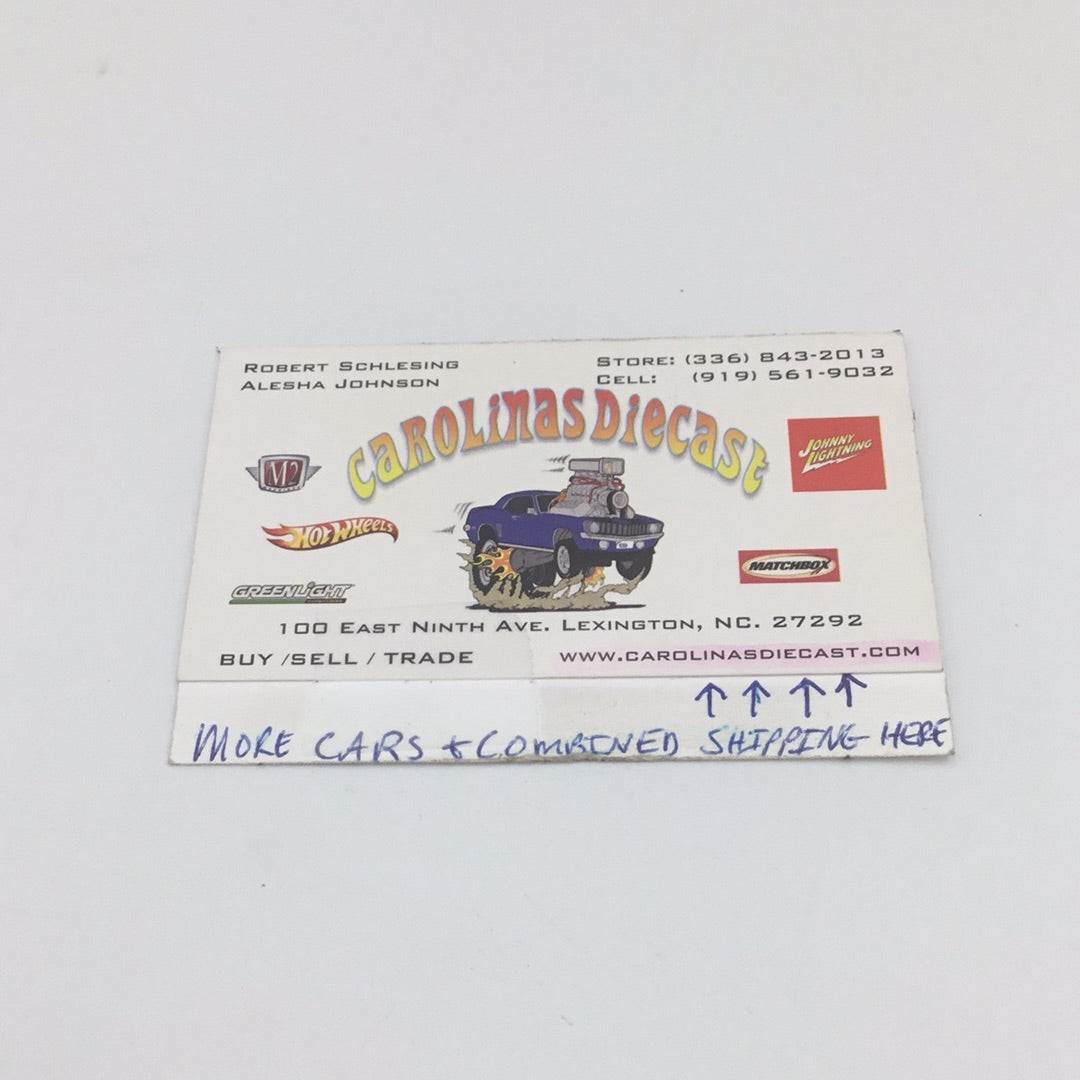 ROBERT SCHLESING
ALESHA JOHNSON
STORE: (336) 843-2013
CELL: (919) 561-9032
CAROLINAS DIECAST
M2
HOT WHEELS
GREENLIGHT
JOHNNY
LIGHTNING
MATCHBOX
100 EAST NINTH AVE. LEXINGTON, NC. 27292
BUY /SELL / TRADE
WWW.CAROLINASDIECAST.COM
MORE CARS + COMBINED SHIPPING HERE